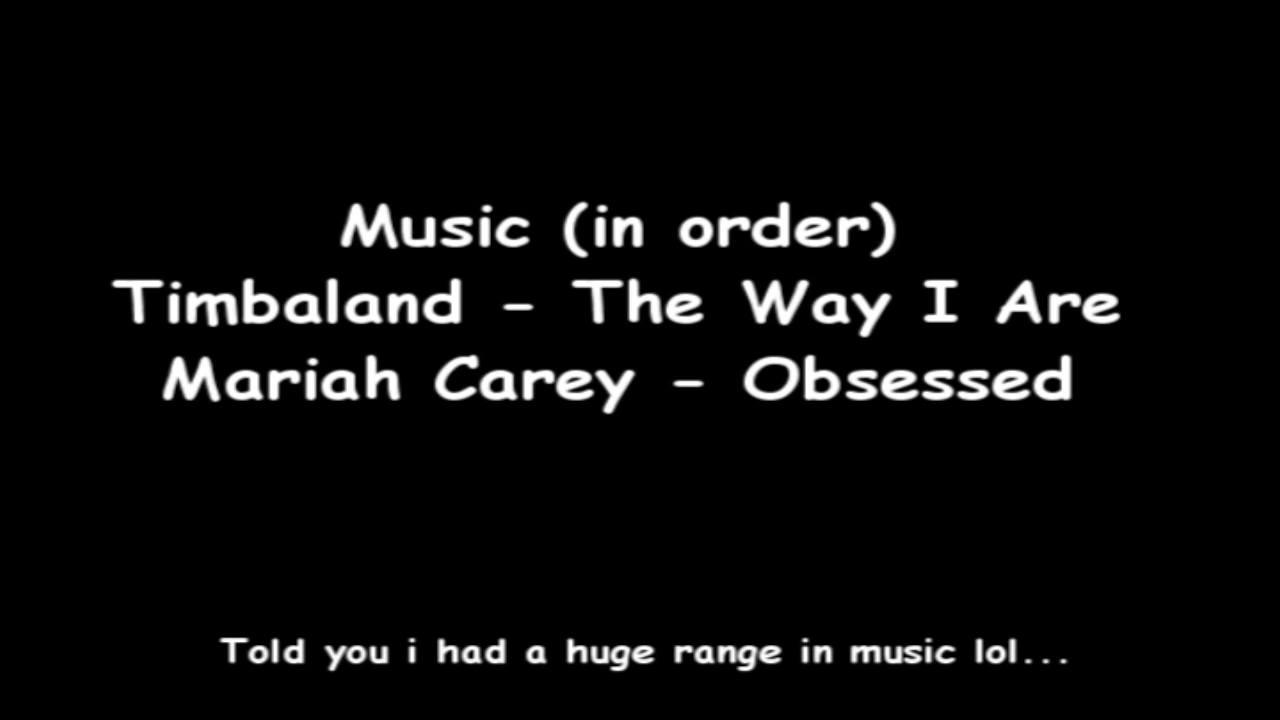 Music (in order)
Timbaland - The Way I Are
Mariah Carey - Obsessed
Told you i had a huge range in music lol...